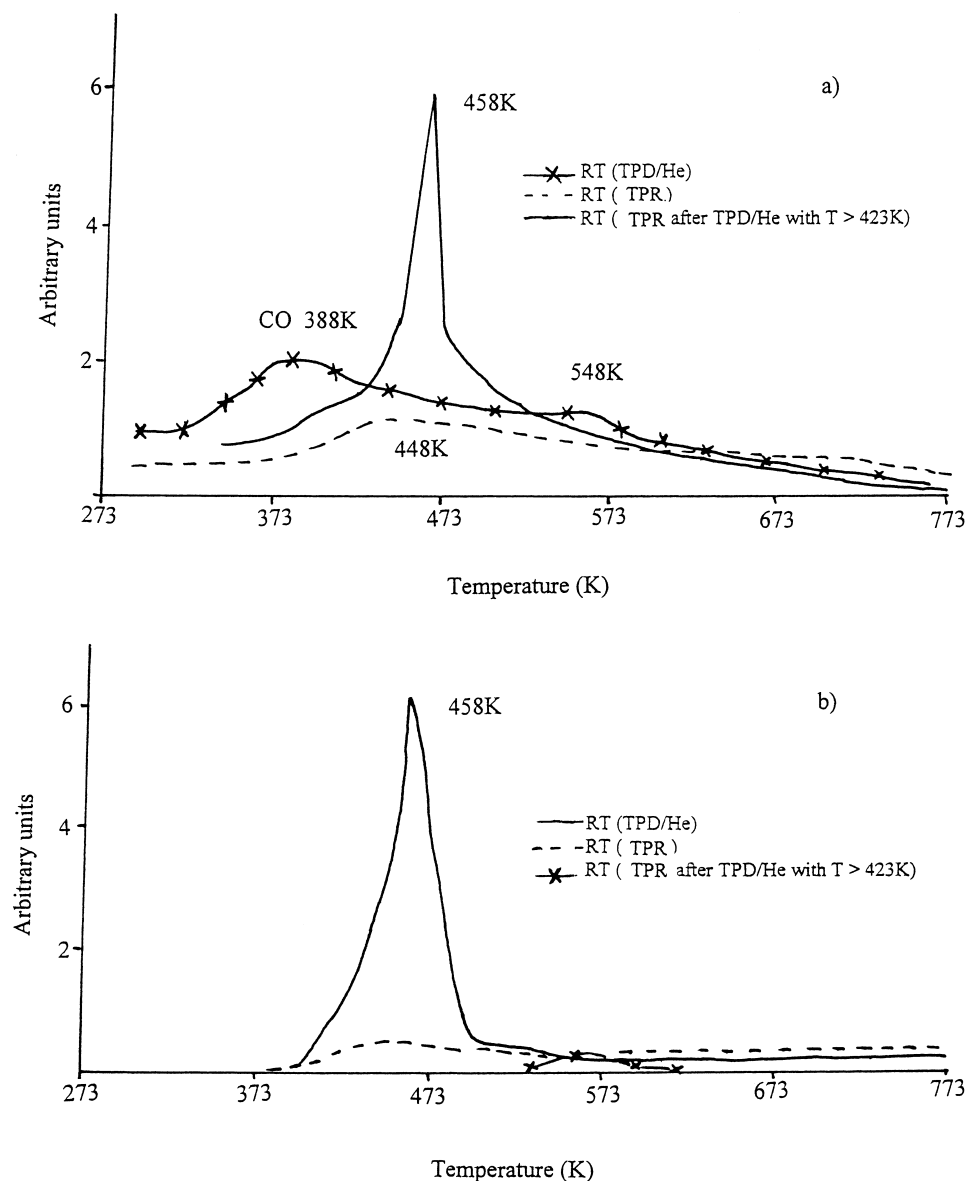 a)
6
458K
RT (TPD/He)
RT ( TPR )
RT ( TPR after TPD/He with T > 423K)
4
Arbitrary units
CO 388K
2
548K
448K
273 373 473 573 673 773
Temperature (K)
b)
6
458K
RT (TPD/He)
RT ( TPR )
RT ( TPR after TPD/He with T > 423K)
4
Arbitrary units
2
273 373 473 573 673 773
Temperature (K)